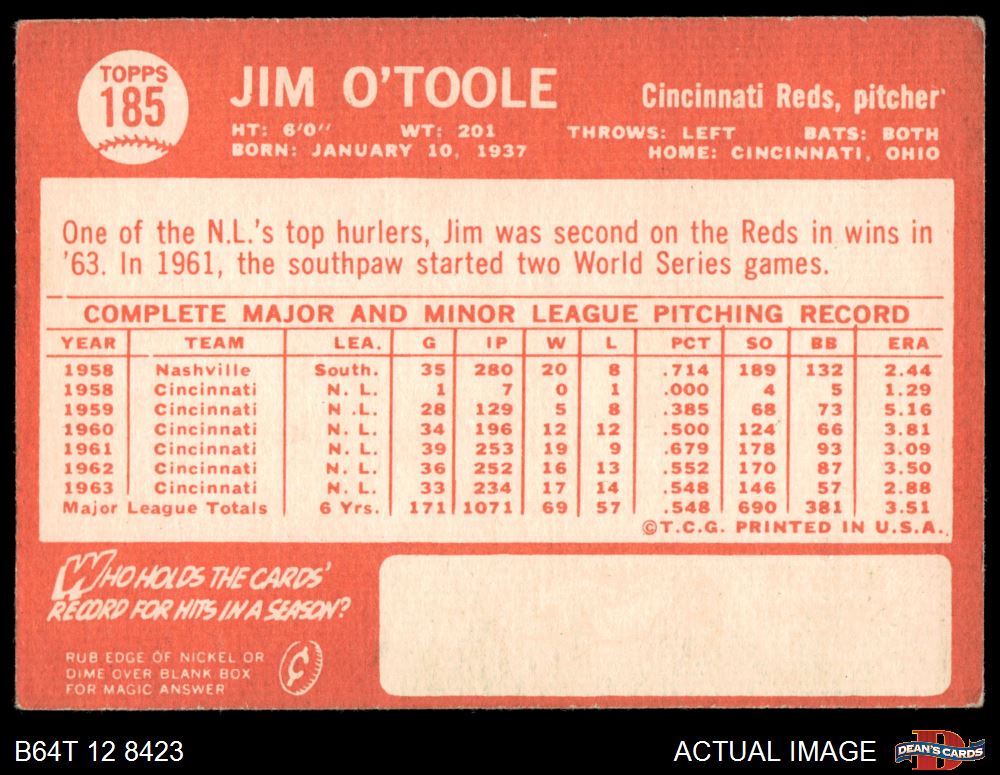 TOPPS
185
JIM O'TOOLE
Cincinnati Reds, pitcher
HT: 6'0" WT: 201 THROWS: LEFT BATS: BOTH
BORN: JANUARY 10, 1937 HOME: CINCINNATI, OHIO
One of the N.L.'s top hurlers, Jim was second on the Reds in wins in
'63. In 1961, the southpaw started two World Series games.
COMPLETE MAJOR AND MINOR LEAGUE PITCHING RECORD
YEAR TEAM LEA. G IP W L PCT SO BB ERA
1958 Nashville South. 35 280 20 8 .714 189 132 2.44
1958 Cincinnati N. L. 1 7 0 1 .000 4 5 1.29
1959 Cincinnati N. L. 28 129 5 8 .385 68 73 5.16
1960 Cincinnati N. L. 34 196 12 12 .500 124 66 3.81
1961 Cincinnati N. L. 39 253 19 9 .679 178 93 3.09
1962 Cincinnati N. L. 36 252 16 13 .552 170 87 3.50
1963 Cincinnati N. L. 33 234 17 14 .548 146 57 2.88
Major League Totals 6 Yrs. 171 1071 69 57 .548 690 381 3.51
©T.C.G. PRINTED IN U.S.A.
WHO HOLDS THE CARDS'
RECORD FOR HITS IN A SEASON?
RUB EDGE OF NICKEL OR
DIME OVER BLANK BOX
FOR MAGIC ANSWER
¢
B64T 12 8423
ACTUAL IMAGE
DEAN'S CARDS